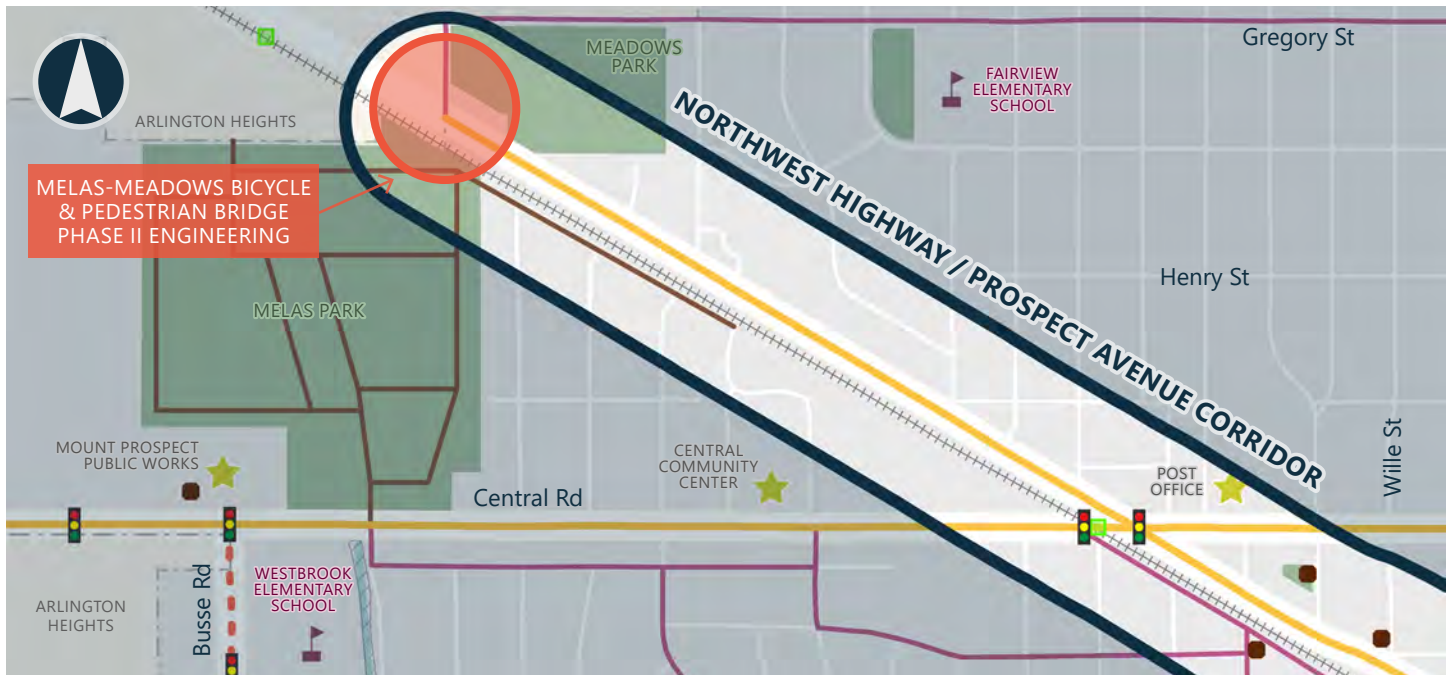 Gregory St
MEADOWS
PARK
FAIRVIEW
ELEMENTARY
SCHOOL
ARLINGTON HEIGHTS
NORTHWEST HIGHWAY / PROSPECT AVENUE CORRIDOR
MELAS-MEADOWS BICYCLE
& PEDESTRIAN BRIDGE
PHASE II ENGINEERING
Henry St
MELAS PARK
MOUNT PROSPECT
PUBLIC WORKS
CENTRAL
COMMUNITY
CENTER
POST
OFFICE
Wille St
Central Rd
WESTBROOK
ELEMENTARY
SCHOOL
Busse Rd
ARLINGTON
HEIGHTS